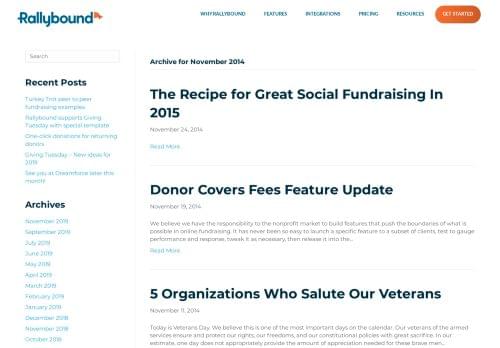 Rallybound
WHY RALLYBOUND
FEATURES
INTEGRATIONS
PRICING
RESOURCES
GET STARTED
Search
Recent Posts
Turkey Trot peer to peer
fundraising examples
Rallybound supports Giving
Tuesday with special template
One-click donations for returning
donors
Giving Tuesday – New ideas for
2019
See you at Dreamforce later this
month!
Archives
November 2019
September 2019
July 2019
June 2019
May 2019
April 2019
March 2019
February 2019
January 2019
December 2018
November 2018
October 2018
Archive for November 2014
The Recipe for Great Social Fundraising In
2015
November 24, 2014
Read More
Donor Covers Fees Feature Update
November 19, 2014
We believe we have the responsibility to the nonprofit market to build features that push the boundaries of what is
possible in online fundraising. It has never been so easy to launch a specific feature to a subset of clients, test to gauge
performance and response, tweak it as necessary, then release it into the...
Read More
5 Organizations Who Salute Our Veterans
November 11, 2014
Today is Veterans Day. We believe this is one of the most important days on the calendar. Our veterans of the armed
services ensure and protect our rights, our freedoms, and our constitutional policies with great sacrifice. In our
estimate, one day does not appropriately provide the amount of appreciation needed for these brave men...